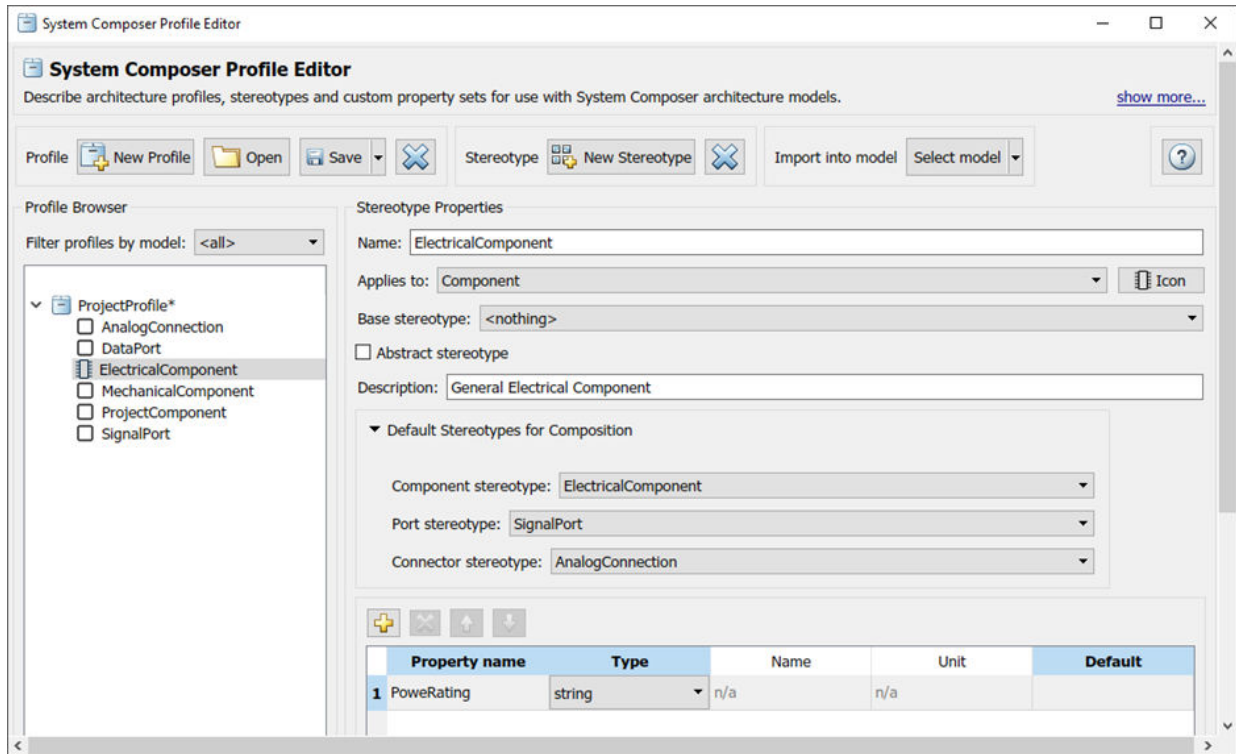 System Composer Profile Editor
System Composer Profile Editor
Describe architecture profiles, stereotypes and custom property sets for use with System Composer architecture models. show more...
Profile New Profile Open Save Stereotype New Stereotype Import into model Select model ?
Profile Browser
Filter profiles by model: <all>
ProjectProfile*
AnalogConnection
DataPort
ElectricalComponent
MechanicalComponent
ProjectComponent
SignalPort
Stereotype Properties
Name: ElectricalComponent
Applies to: Component Icon
Base stereotype: <nothing>
Abstract stereotype
Description: General Electrical Component
Default Stereotypes for Composition
Component stereotype: ElectricalComponent
Port stereotype: SignalPort
Connector stereotype: AnalogConnection
Property name Type Name Unit Default
1 PoweRating string n/a n/a